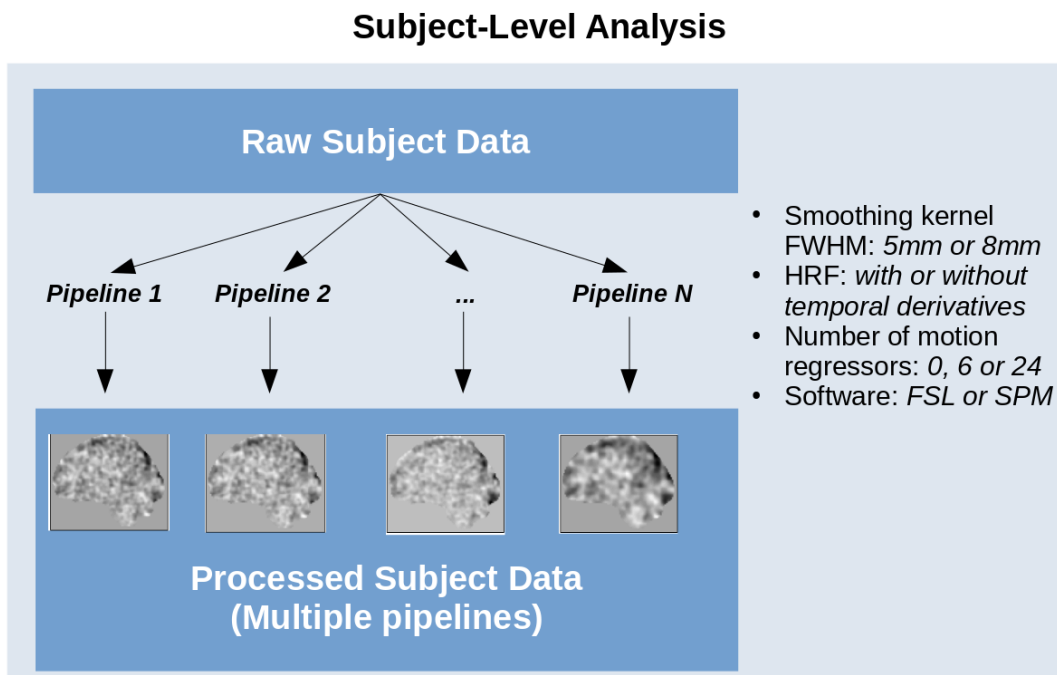 Subject-Level Analysis
Raw Subject Data
Pipeline 1
Pipeline 2
...
Pipeline N
• Smoothing kernel
FWHM: 5mm or 8mm
• HRF: with or without
temporal derivatives
• Number of motion
regressors: 0, 6 or 24
• Software: FSL or SPM
Processed Subject Data
(Multiple pipelines)